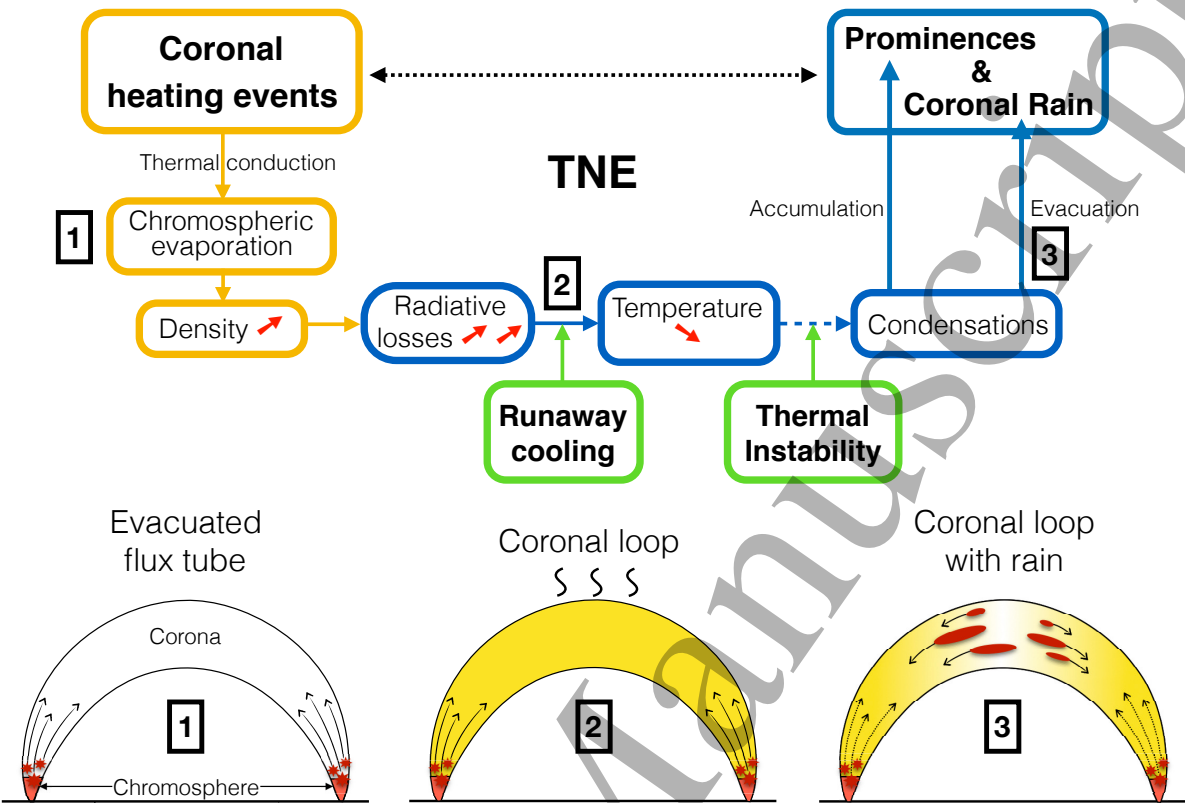 Coronal
heating events
Prominences
&
Coronal Rain
Thermal conduction
TNE
Accumulation
Evacuation
1
Chromospheric
evaporation
3
2
Density
Radiative
losses
Temperature
Condensations
Runaway
cooling
Thermal
Instability
Evacuated
flux tube
Coronal loop
Coronal loop
with rain
Corona
1
2
3
Chromosphere
Manuscrip